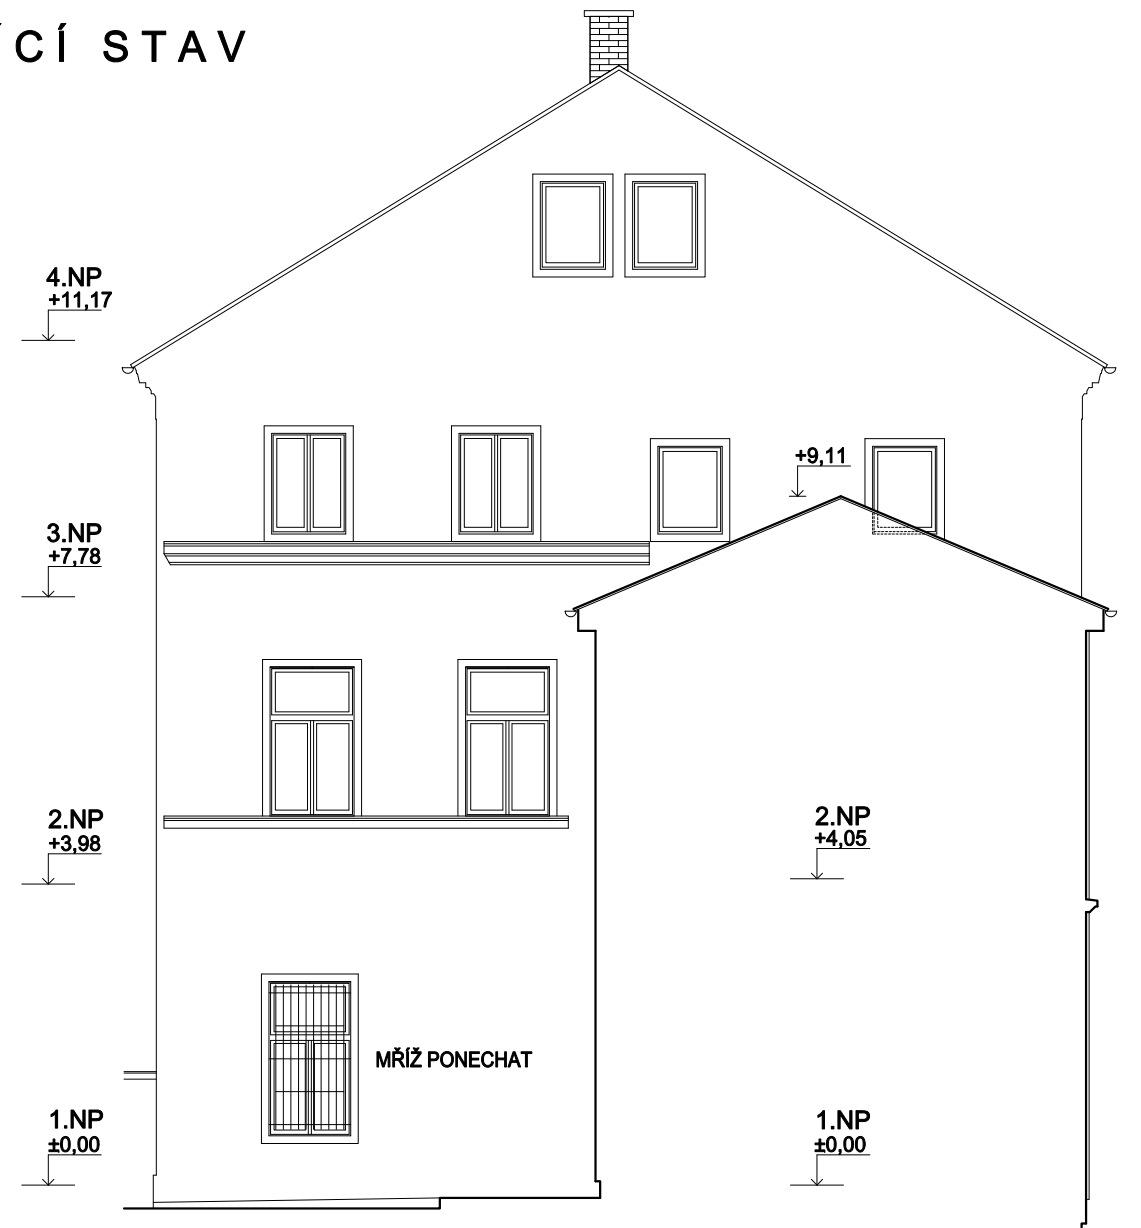 ÍCÍ STAV
4.NP
+11,17
+9,11
3.NP
+7,78
2.NP
+3,98
2.NP
+4,05
MŘÍŽ PONECHAT
1.NP
±0,00
1.NP
±0,00